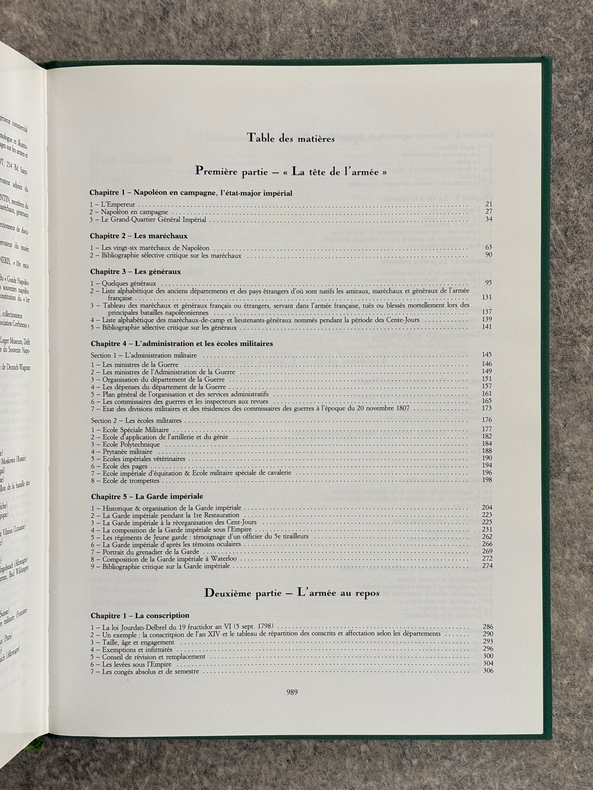 Table des matières
Première partie – « La tête de l'armée »
Chapitre 1 – Napoléon en campagne, l'état-major impérial
1 – L'Empereur 21
2 – Napoléon en campagne 27
3 – Le Grand-Quartier Général Impérial 34
Chapitre 2 – Les maréchaux
1 – Les vingt-six maréchaux de Napoléon 63
2 – Bibliographie sélective critique sur les maréchaux 90
Chapitre 3 – Les généraux
1 – Quelques généraux 95
2 – Liste alphabétique des anciens départements et des pays étrangers d'où sont natifs les amiraux, maréchaux et généraux de l'armée
française 131
3 – Tableau des maréchaux et généraux français ou étrangers, servant dans l'armée française, tués ou blessés mortellement lors des
principales batailles napoléoniennes 137
4 – Liste alphabétique des maréchaux-de-camp et lieutenants-généraux nommés pendant la période des Cente-Jours 139
5 – Bibliographie sélective critique sur les généraux 141
Chapitre 4 – L'administration et les écoles militaires
Section 1 – L'administration militaire 145
1 – Les ministres de la Guerre 146
2 – Les ministres de l'Administration de la Guerre 149
3 – Organisation du département de la Guerre 151
4 – Les dépenses du département de la Guerre 157
5 – Plan général de l'organisation et des services administratifs 161
6 – Les commissaires des guerres et les inspecteurs aux revues 165
7 – Etat des divisions militaires et des résidences des commissaires des guerres à l'époque du 20 novembre 1807 173
Section 2 – Les écoles militaires 176
1 – Ecole Spéciale Militaire 177
2 – Ecole d'application de l'artillerie et du génie 182
3 – Ecole Polytechnique 184
4 – Prytanée militaire 188
5 – Ecoles impériales vétérinaires 190
6 – Ecole des pages 194
7 – Ecole impériale d'équitation & Ecole militaire spéciale de cavalerie 196
8 – Ecole de trompettes 198
Chapitre 5 – La Garde impériale
1 – Historique & organisation de la Garde impériale 204
2 – La Garde impériale pendant la 1re Restauration 223
3 – La Garde impériale à la réorganisation des Cent-Jours 225
4 – La composition de la Garde impériale sous l'Empire 231
5 – Les régiments de Jeune garde : témoignage d'un officier du 5e tirailleurs 262
6 – La Garde impériale d'après les témoins oculaires 266
7 – Portrait du grenadier de la Garde 269
8 – Composition de la Garde impériale à Waterloo 272
9 – Bibliographie critique sur la Garde impériale 274
Deuxième partie – L'armée au repos
Chapitre 1 – La conscription
1 – La loi Jourdan-Delbrel du 19 fructidor an VI (5 sept. 1798) 286
2 – Un exemple : la conscritpion de l'an XIV et le tableau de répartition des conscrits et affectation selon les départements 290
3 – Taille, âge et engagement 293
4 – Exemptions et infirmités 296
5 – Conseil de révision et remplacement 300
6 – Les levées sous l'Empire 304
7 – Les congés absolus et de semestre 306
989